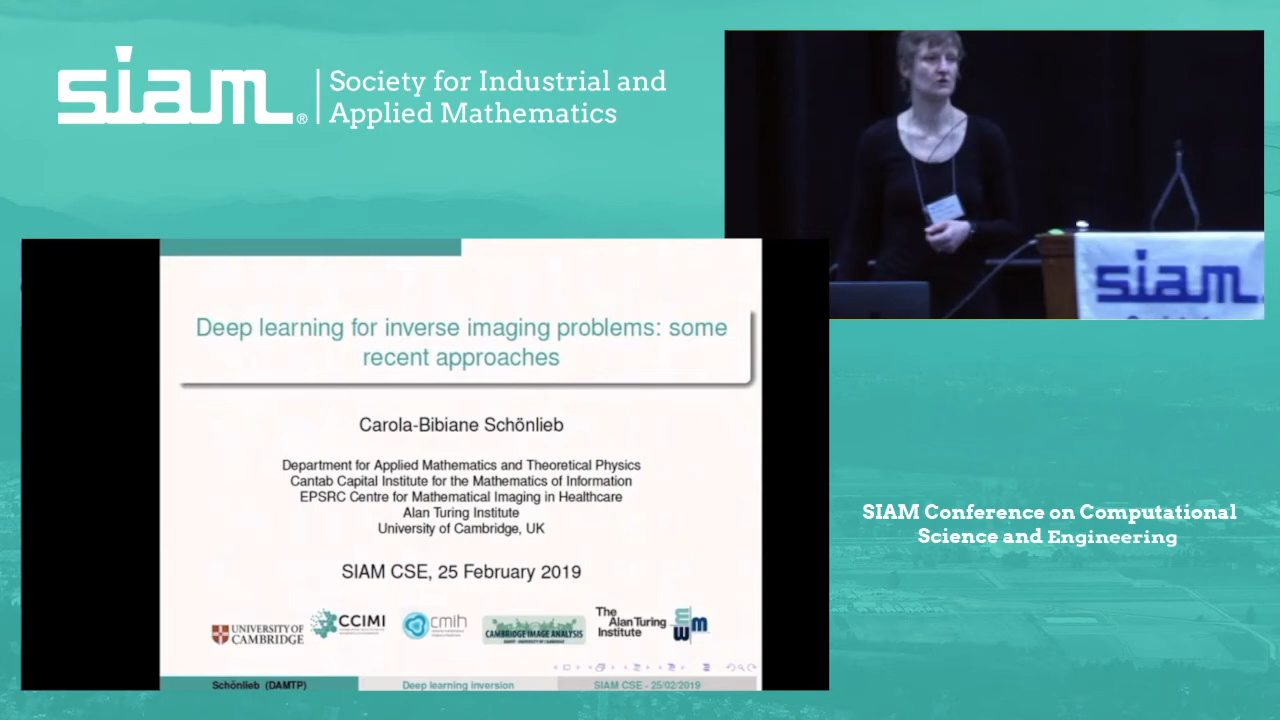 siam®
Society for Industrial and
Applied Mathematics
siam
Deep learning for inverse imaging problems: some
recent approaches
Carola-Bibiane Schönlieb
Department for Applied Mathematics and Theoretical Physics
Cantab Capital Institute for the Mathematics of Information
EPSRC Centre for Mathematical Imaging in Healthcare
Alan Turing Institute
University of Cambridge, UK
SIAM CSE, 25 February 2019
UNIVERSITY OF
CAMBRIDGE
CCIMI
cmih
CAMBRIDGE IMAGE ANALYSIS
The
Alan Turing
Institute
Schönlieb (DAMTP)
Deep learning inversion
SIAM CSE - 25/02/2019
SIAM Conference on Computational
Science and Engineering